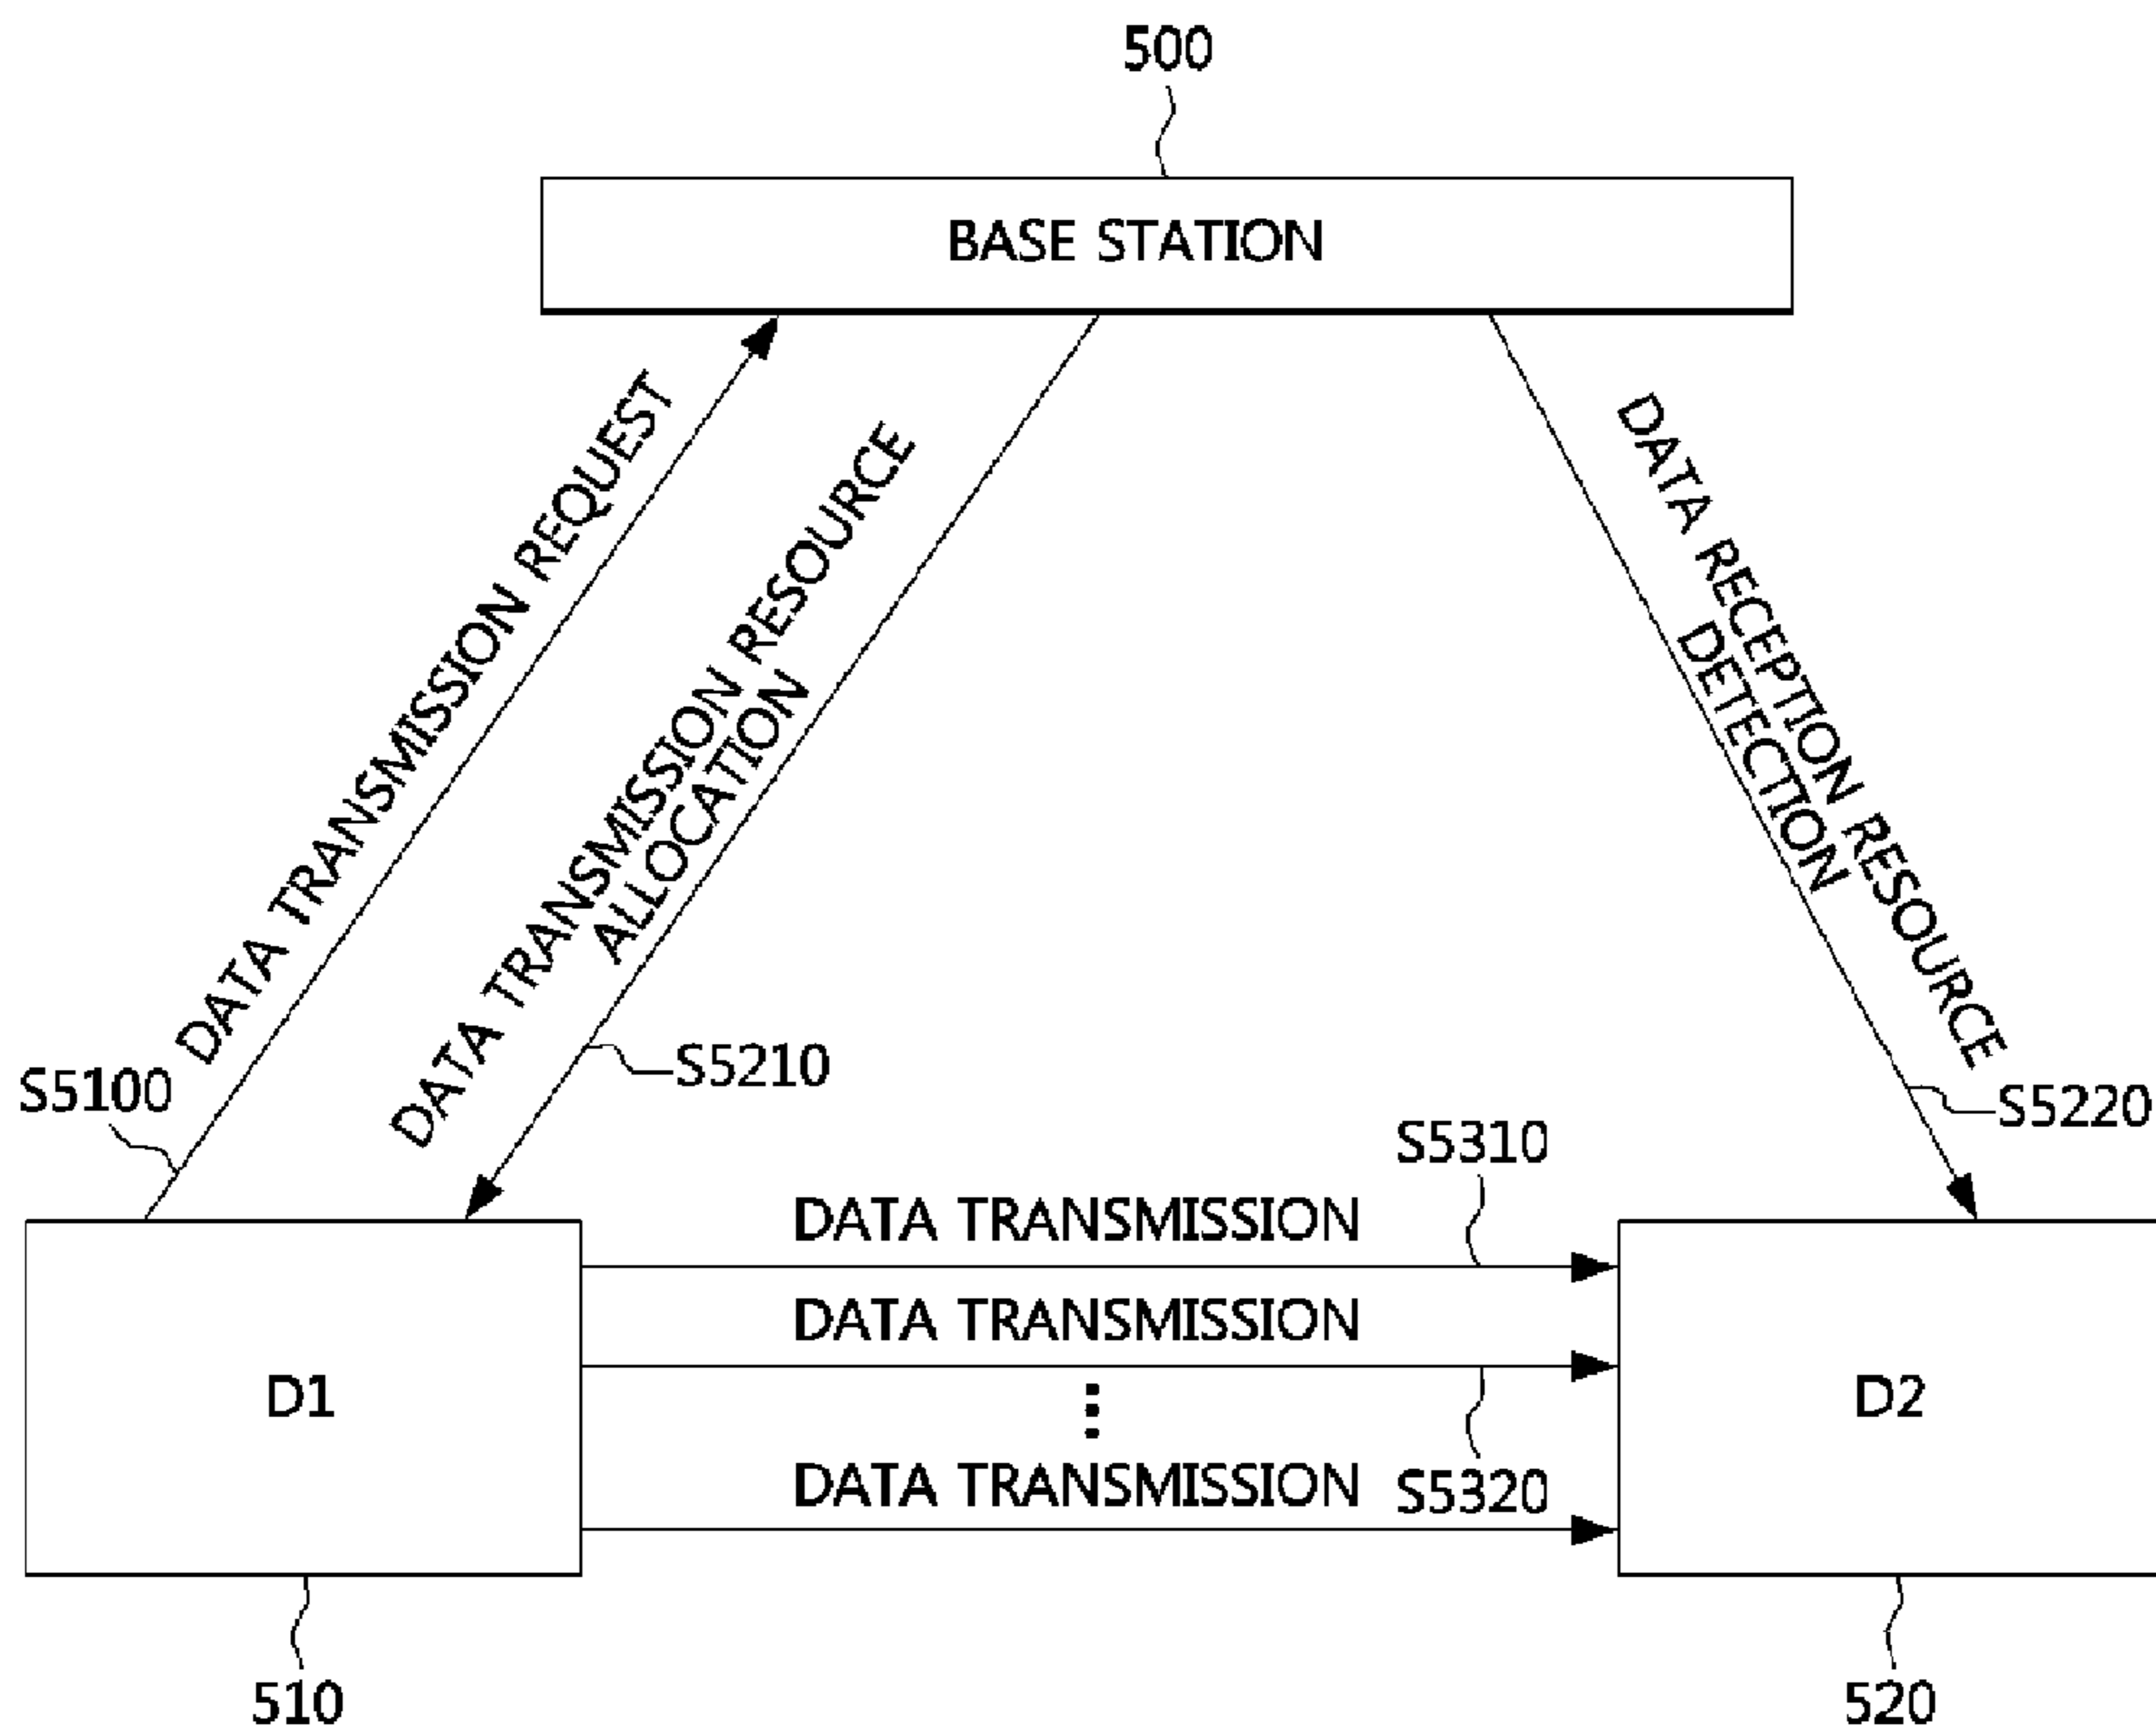 500
BASE STATION
DATA TRANSMISSION REQUEST
DATA TRANSMISSION RESOURCE
ALLOCATION
DATA RECEPTION RESOURCE
DETECTION
S5100
S5210
S5220
S5310
DATA TRANSMISSION
DATA TRANSMISSION
D1
D2
DATA TRANSMISSION
S5320
510
520